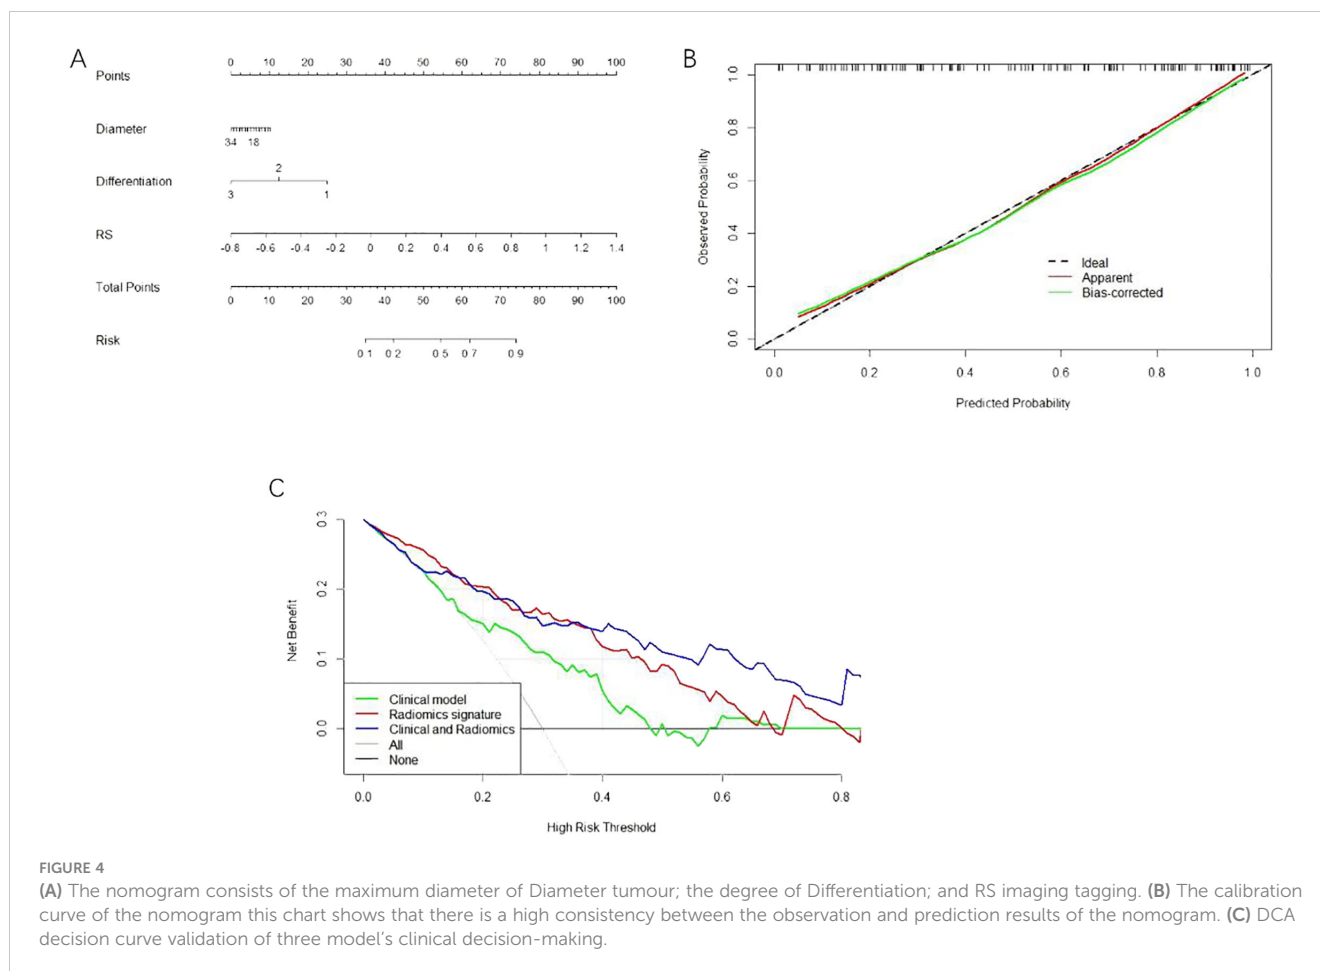 A
Points
0 10 20 30 40 50 60 70 80 90 100
Diameter
34 18
Differentiation
2
3 1
RS
-0.8 -0.6 -0.4 -0.2 0 0.2 0.4 0.6 0.8 1 1.2 1.4
Total Points
0 10 20 30 40 50 60 70 80 90 100
Risk
0.1 0.2 0.5 0.7 0.9
B
Observed Probability
1.0
0.8
0.6
0.4
0.2
0.0
Ideal
Apparent
Bias-corrected
0.0 0.2 0.4 0.6 0.8 1.0
Predicted Probability
C
Net Benefit
0.3
0.2
0.1
0.0
Clinical model
Radiomics signature
Clinical and Radiomics
All
None
0.0 0.2 0.4 0.6 0.8
High Risk Threshold
FIGURE 4
(A) The nomogram consists of the maximum diameter of Diameter tumour; the degree of Differentiation; and RS imaging tagging. (B) The calibration
curve of the nomogram this chart shows that there is a high consistency between the observation and prediction results of the nomogram. (C) DCA
decision curve validation of three model's clinical decision-making.